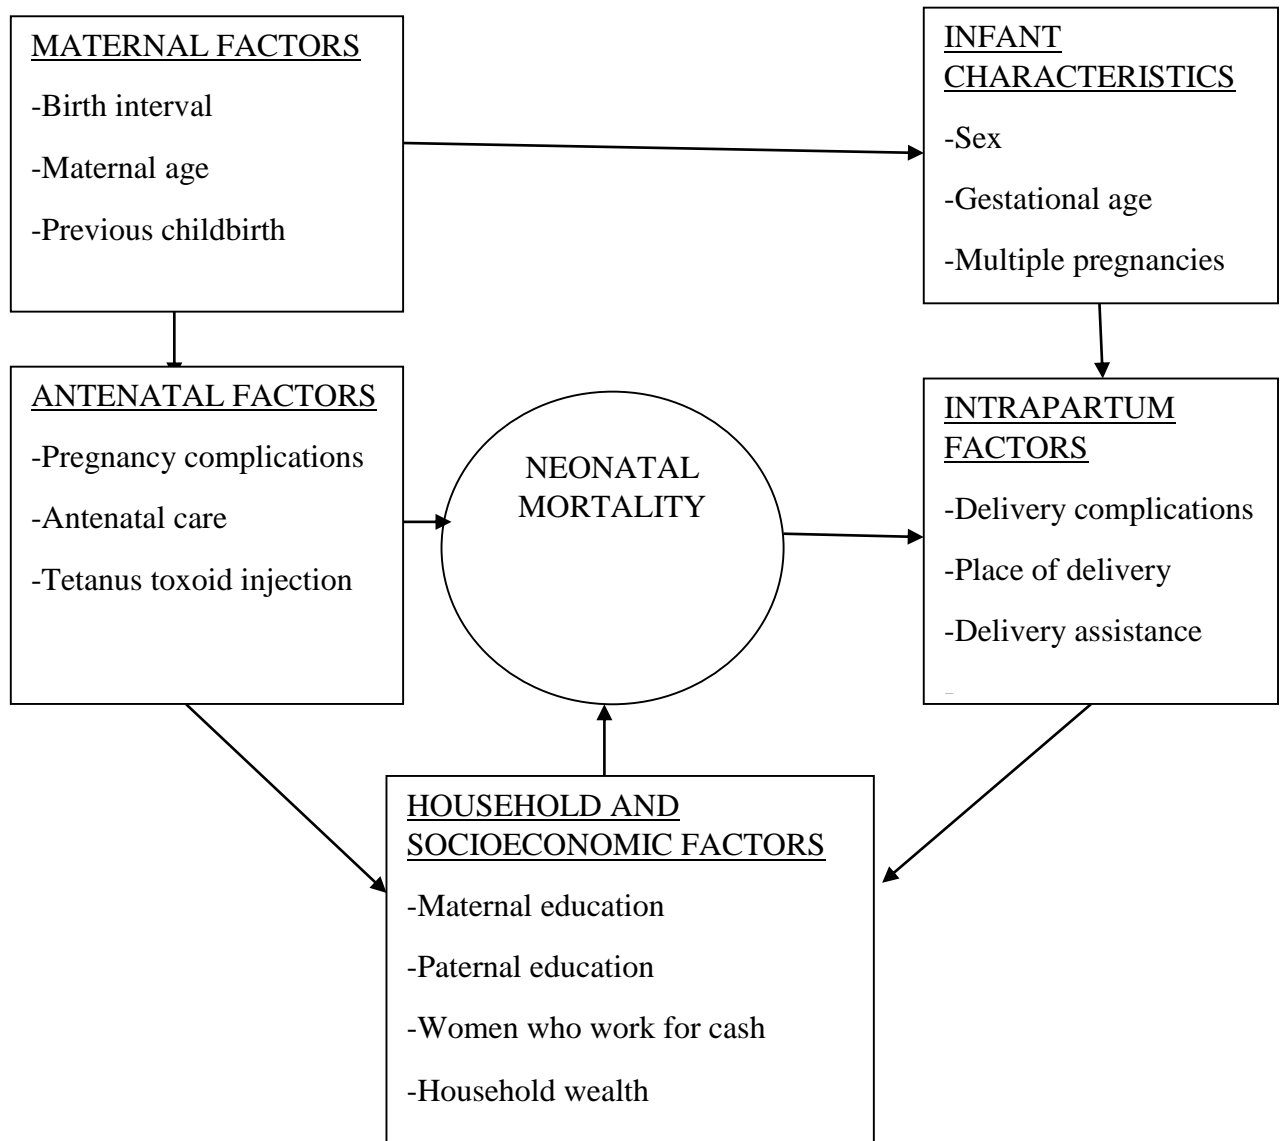 MATERNAL FACTORS
-Birth interval
-Maternal age
-Previous childbirth
INFANT
CHARACTERISTICS
-Sex
-Gestational age
-Multiple pregnancies
ANTENATAL FACTORS
-Pregnancy complications
-Antenatal care
-Tetanus toxoid injection
NEONATAL
MORTALITY
INTRAPARTUM
FACTORS
-Delivery complications
-Place of delivery
-Delivery assistance
-
HOUSEHOLD AND
SOCIOECONOMIC FACTORS
-Maternal education
-Paternal education
-Women who work for cash
-Household wealth